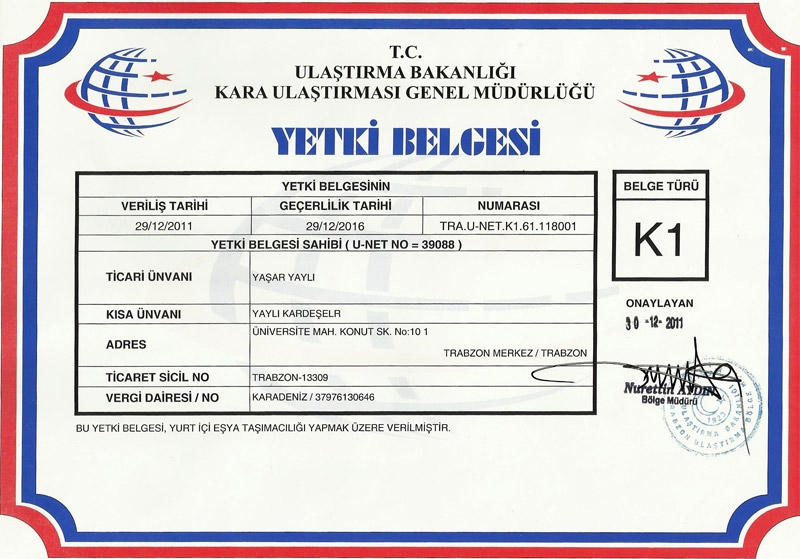 T.C.
ULAŞTIRMA BAKANLIĞI
KARA ULAŞTIRMASI GENEL MÜDÜRLÜĞÜ
YETKİ BELGESİ
YETKİ BELGESİNİN
VERİLİŞ TARİHİ GEÇERLİLİK TARİHİ NUMARASI
29/12/2011 29/12/2016 TRA.U-NET.K1.61.118001
YETKİ BELGESİ SAHİBİ ( U-NET NO = 39088 )
TİCARİ ÜNVANI YAŞAR YAYLI
KISA ÜNVANI YAYLI KARDEŞELR
ADRES ÜNİVERSİTE MAH. KONUT SK. No:10 1
TRABZON MERKEZ / TRABZON
TİCARET SİCİL NO TRABZON-13309
VERGİ DAİRESİ / NO KARADENİZ / 37976130646
BU YETKİ BELGESİ, YURT İÇİ EŞYA TAŞIMACILIĞI YAPMAK ÜZERE VERİLMİŞTİR.
BELGE TÜRÜ
K1
ONAYLAYAN
30 -12- 2011
Nurettin AYDIN
Bölge Müdürü
1923